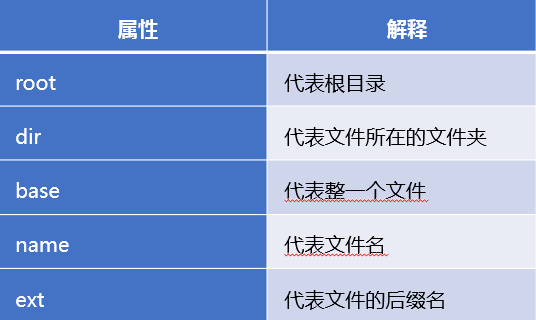 属性 解释
root 代表根目录
dir 代表文件所在的文件夹
base 代表整一个文件
name 代表文件名
ext 代表文件的后缀名